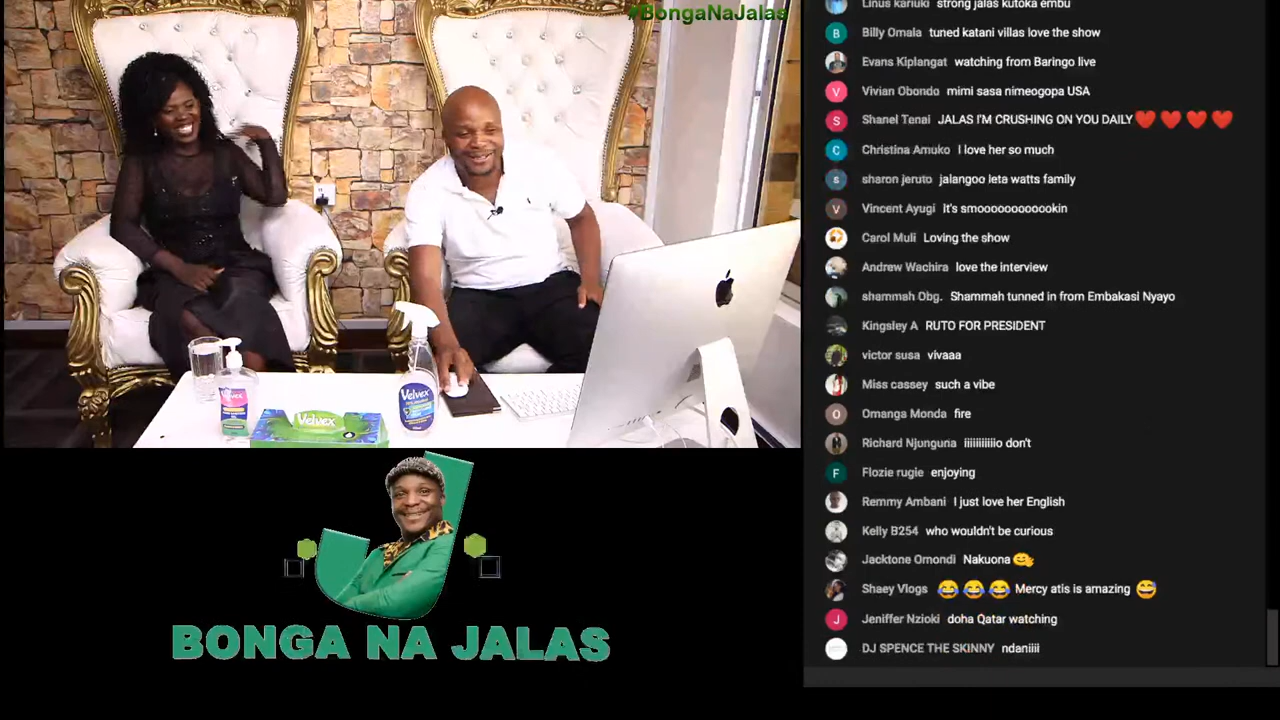 #BongaNaJalas
Velvex
Velvex
Velvex
BONGA NA JALAS
Linus kariuki strong jalas kutoka embu
B Billy Omala tuned katani villas love the show
Evans Kiplangat watching from Baringo live
V Vivian Obondo mimi sasa nimeogopa USA
S Shanel Tenai JALAS I'M CRUSHING ON YOU DAILY❤️ ❤️ ❤️ ❤️
C Christina Amuko I love her so much
s sharon jeruto jalangoo leta watts family
V Vincent Ayugi It's smoooooooooookin
Carol Muli Loving the show
Andrew Wachira love the interview
shammah Obg. Shammah tunned in from Embakasi Nyayo
Kingsley A RUTO FOR PRESIDENT
victor susa vivaaa
Miss cassey such a vibe
O Omanga Monda fire
Richard Njunguna iiiiiiiiiiio don't
F Flozie rugie enjoying
Remmy Ambani I just love her English
Kelly B254 who wouldn't be curious
Jacktone Omondi Nakuona 🤗
Shaey Vlogs 😂 😂 😂 Mercy atis is amazing 😅
J Jeniffer Nzioki doha Qatar watching
DJ SPENCE THE SKINNY ndaniiii